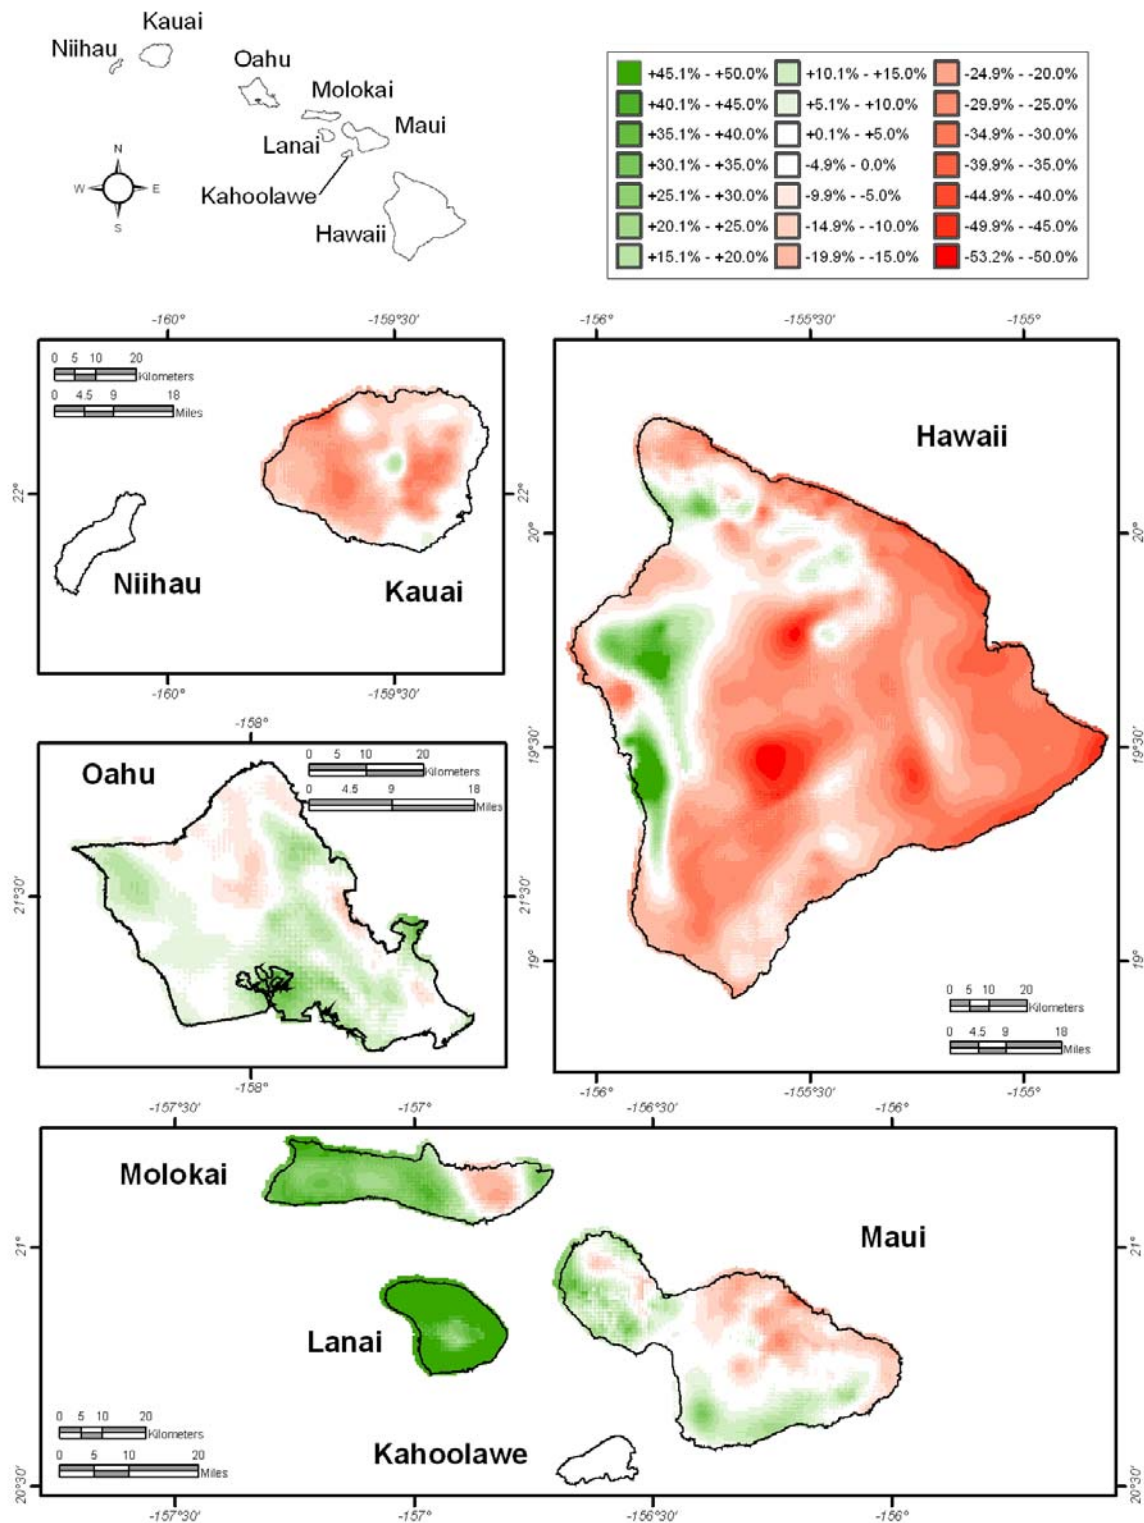 Kauai
Niihau
Oahu
Molokai
Maui
Lanai
Kahoolawe
Hawaii
N
W E
S
+45.1% - +50.0% +10.1% - +15.0% -24.9% - -20.0%
+40.1% - +45.0% +5.1% - +10.0% -29.9% - -25.0%
+35.1% - +40.0% +0.1% - +5.0% -34.9% - -30.0%
+30.1% - +35.0% -4.9% - 0.0% -39.9% - -35.0%
+25.1% - +30.0% -9.9% - -5.0% -44.9% - -40.0%
+20.1% - +25.0% -14.9% - -10.0% -49.9% - -45.0%
+15.1% - +20.0% -19.9% - -15.0% -53.2% - -50.0%
-160° -159°30'
0 5 10 20
Kilometers
0 4.5 9 18
Miles
22° 22°
Niihau
Kauai
-160° -159°30'
-156° -155°30' -155°
Hawaii
20°
19°30'
19°
0 5 10 20
Kilometers
0 4.5 9 18
Miles
-156° -155°30' -155°
-158°
Oahu
0 5 10 20
Kilometers
0 4.5 9 18
Miles
21°30' 21°30'
-158°
-157°30' -157° -156°30' -156°
Molokai
Maui
21° 21°
Lanai
Kahoolawe
0 5 10 20
Kilometers
0 5 10 20
Miles
20°30' 20°30'
-157°30' -157° -156°30' -156°